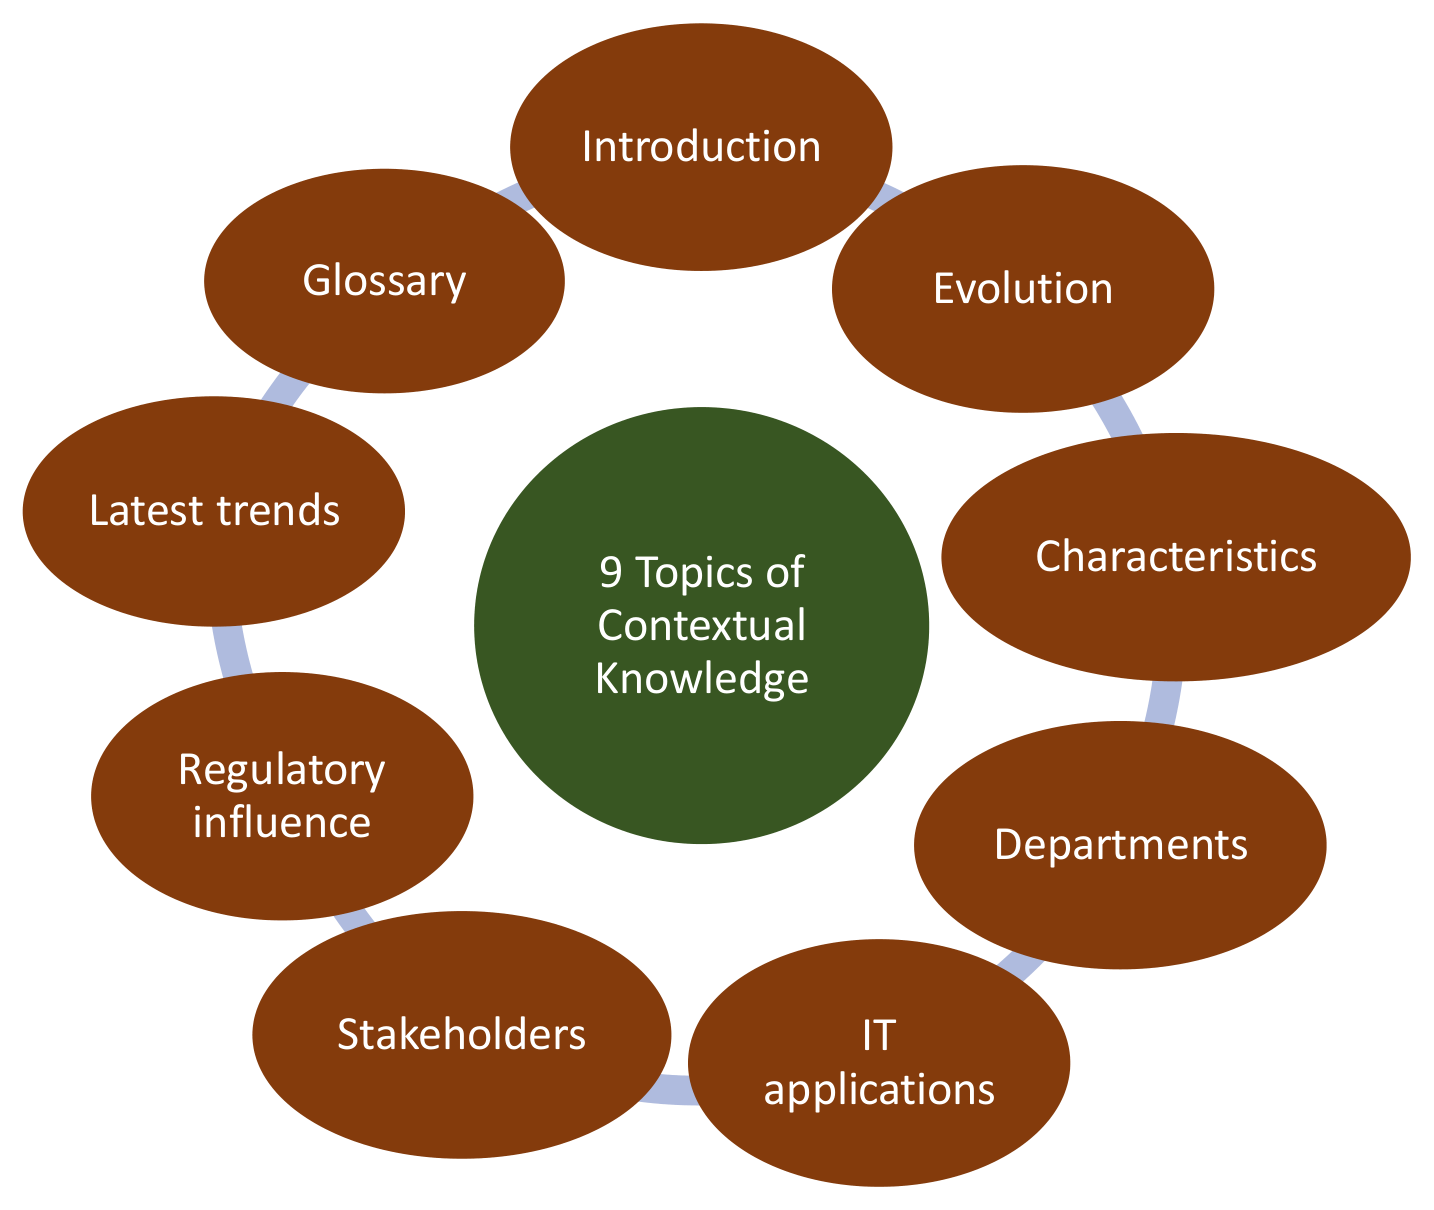 Introduction
Evolution
Characteristics
Departments
IT
applications
Stakeholders
Regulatory
influence
Latest trends
Glossary
9 Topics of
Contextual
Knowledge